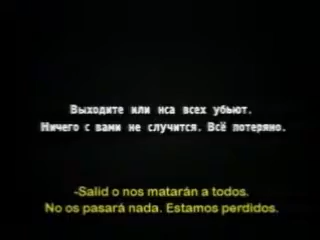 Выходите или нса всех убьют.
Ничего с вами не случится. Всё потеряно.
-Salid o nos matarán a todos.
No os pasará nada. Estamos perdidos.